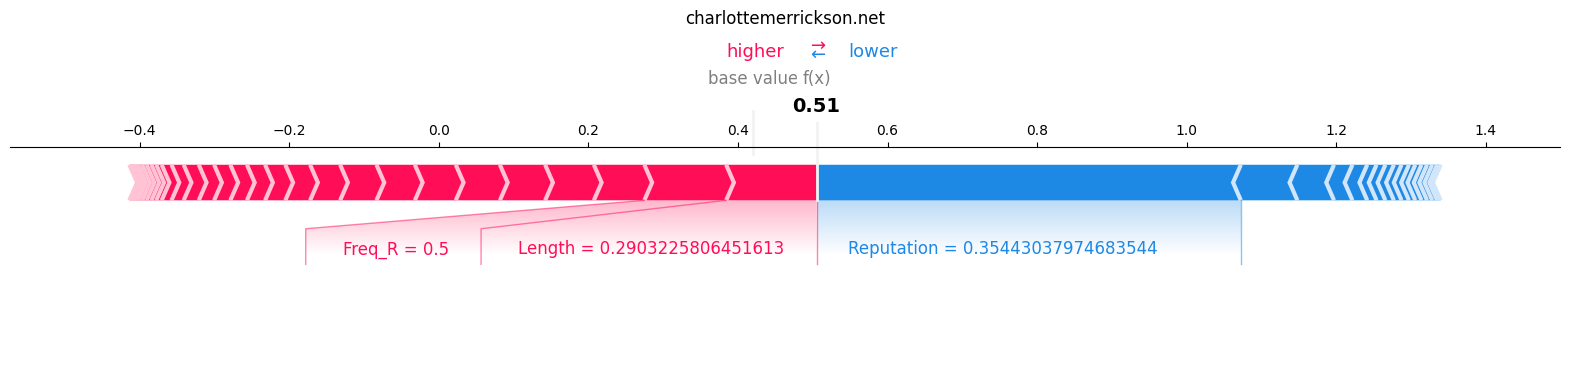 charlottemerrickson.net
higher → ← lower
base value f(x)
0.51
−0.4 −0.2 0.0 0.2 0.4 0.6 0.8 1.0 1.2 1.4
Freq_R = 0.5 Length = 0.2903225806451613 Reputation = 0.35443037974683544